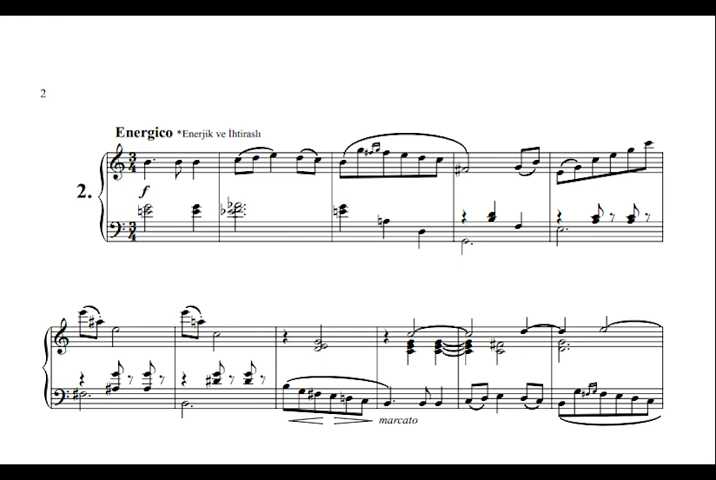 2
Energico *Enerjik ve İhtiraslı
2.
f
marcato